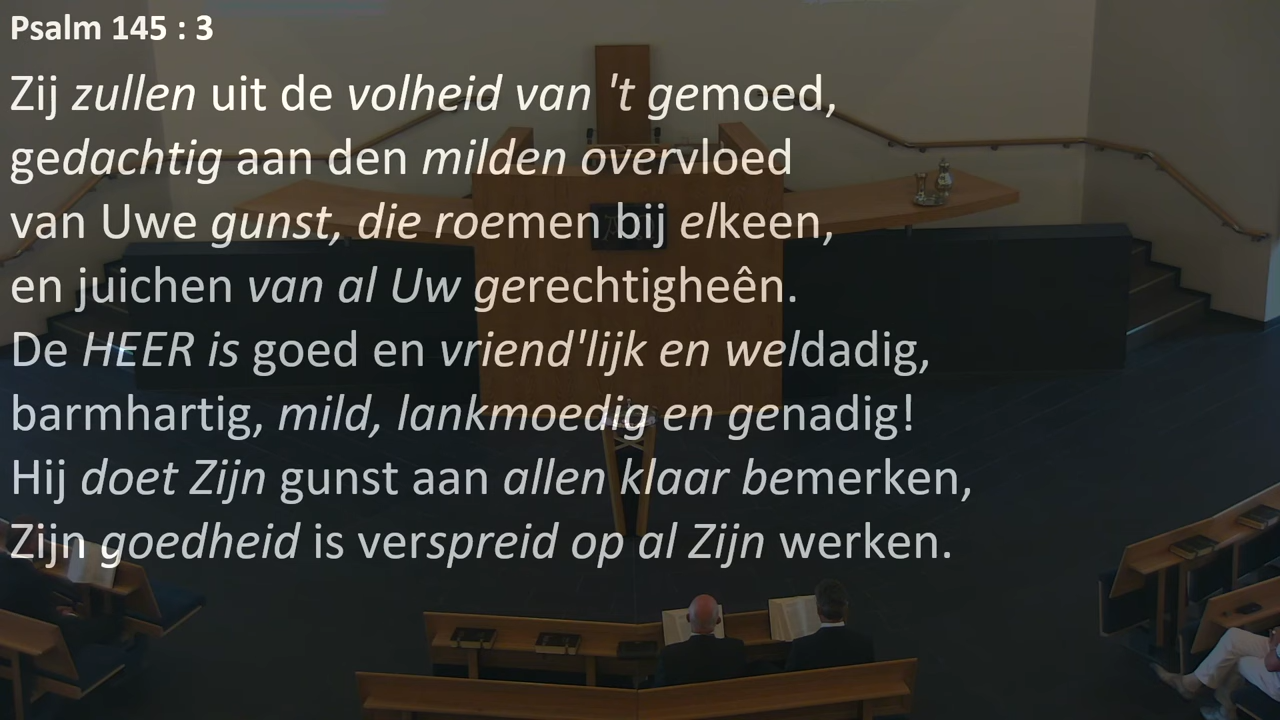 Psalm 145 : 3
Zij zullen uit de volheid van 't gemoed,
gedachtig aan den milden overvloed
van Uwe gunst, die roemen bij elkeen,
en juichen van al Uw gerechtigheên.
De HEER is goed en vriend'lijk en weldadig,
barmhartig, mild, lankmoedig en genadig!
Hij doet Zijn gunst aan allen klaar bemerken,
Zijn goedheid is verspreid op al Zijn werken.